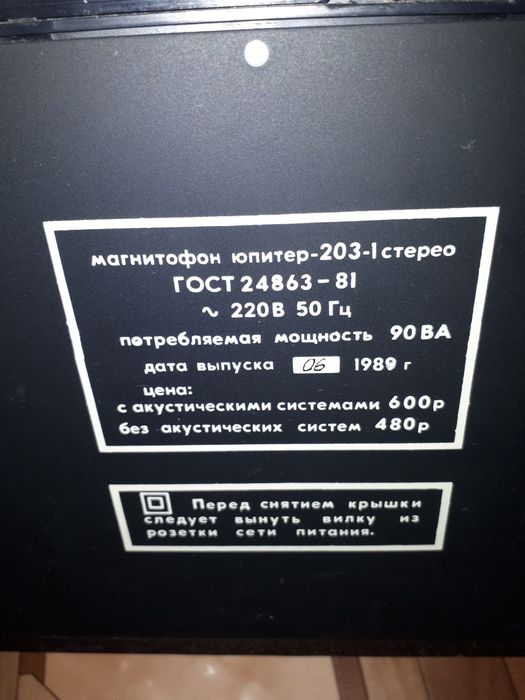 магнитофон юпитер-203-1 стерео
ГОСТ 24863-81
~ 220В 50 Гц
потребляемая мощность 90 ВА
дата выпуска 06 1989 г
цена:
с акустическими системами 600р
без акустических систем 480р
Перед снятием крышки
следует вынуть вилку из
розетки сети питания.